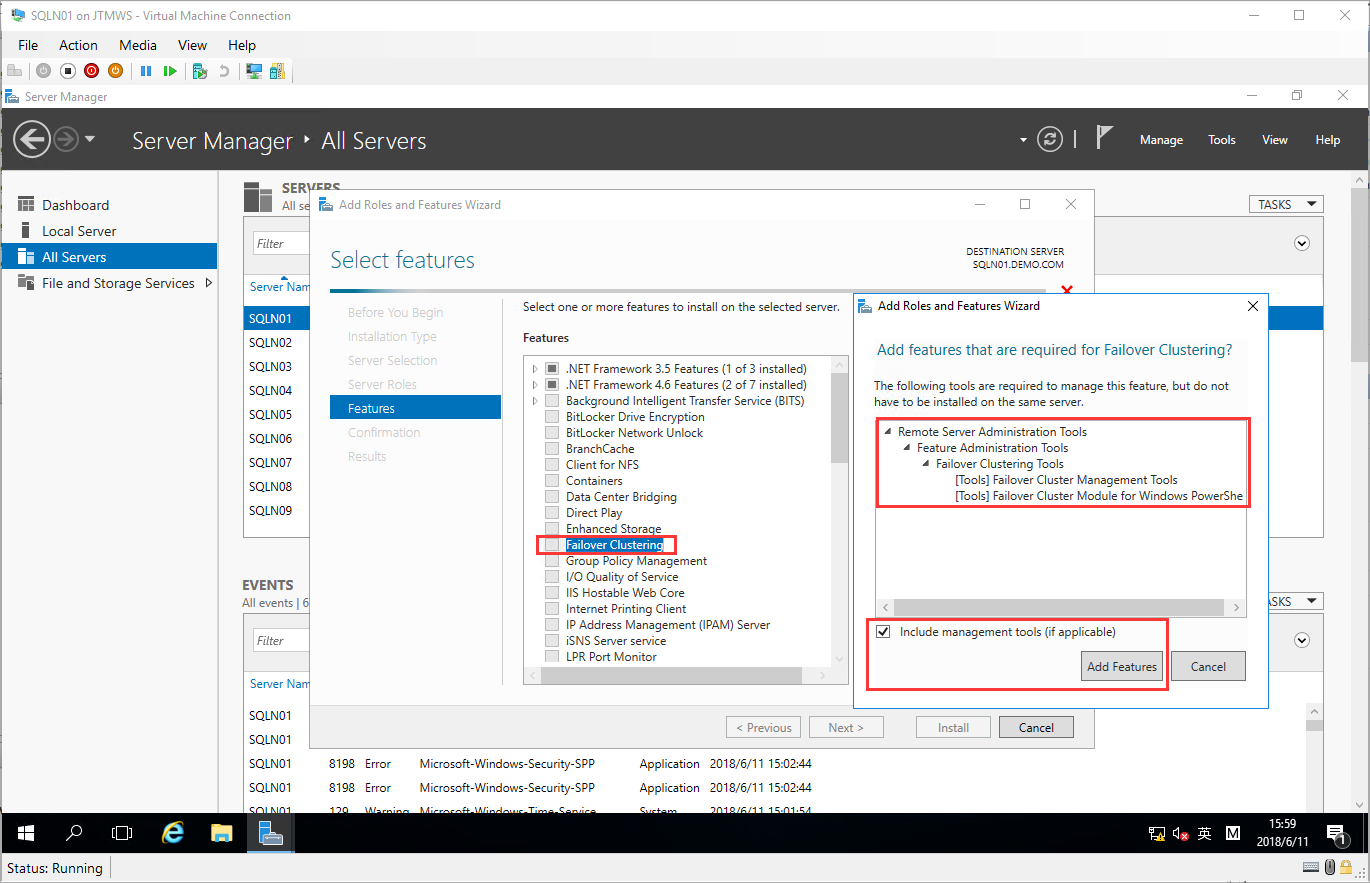 SQLN01 on JTMWS - Virtual Machine Connection
File Action Media View Help
Server Manager
Server Manager All Servers
Manage Tools View Help
Dashboard
Local Server
All Servers
File and Storage Services
SERVERS
All se
TASKS
Filter
Server Nam
SQLN01
SQLN02
SQLN03
SQLN04
SQLN05
SQLN06
SQLN07
SQLN08
SQLN09
Add Roles and Features Wizard
Select features
DESTINATION SERVER
SQLN01.DEMO.COM
Before You Begin
Installation Type
Server Selection
Server Roles
Features
Confirmation
Results
Select one or more features to install on the selected server.
Features
.NET Framework 3.5 Features (1 of 3 installed)
.NET Framework 4.6 Features (2 of 7 installed)
Background Intelligent Transfer Service (BITS)
BitLocker Drive Encryption
BitLocker Network Unlock
BranchCache
Client for NFS
Containers
Data Center Bridging
Direct Play
Enhanced Storage
Failover Clustering
Group Policy Management
I/O Quality of Service
IIS Hostable Web Core
Internet Printing Client
IP Address Management (IPAM) Server
iSNS Server service
LPR Port Monitor
< Previous Next > Install Cancel
Add Roles and Features Wizard
Add features that are required for Failover Clustering?
The following tools are required to manage this feature, but do not
have to be installed on the same server.
Remote Server Administration Tools
Feature Administration Tools
Failover Clustering Tools
[Tools] Failover Cluster Management Tools
[Tools] Failover Cluster Module for Windows PowerShe
Include management tools (if applicable)
Add Features Cancel
EVENTS
All events | 6
ASKS
Filter
Server Nam
SQLN01
SQLN01
SQLN01 8198 Error Microsoft-Windows-Security-SPP Application 2018/6/11 15:02:44
SQLN01 8198 Error Microsoft-Windows-Security-SPP Application 2018/6/11 15:02:44
SQLN01 129 Warning Microsoft-Windows-Time-Service System 2018/6/11 15:01:54
英 M 15:59
2018/6/11
1
Status: Running